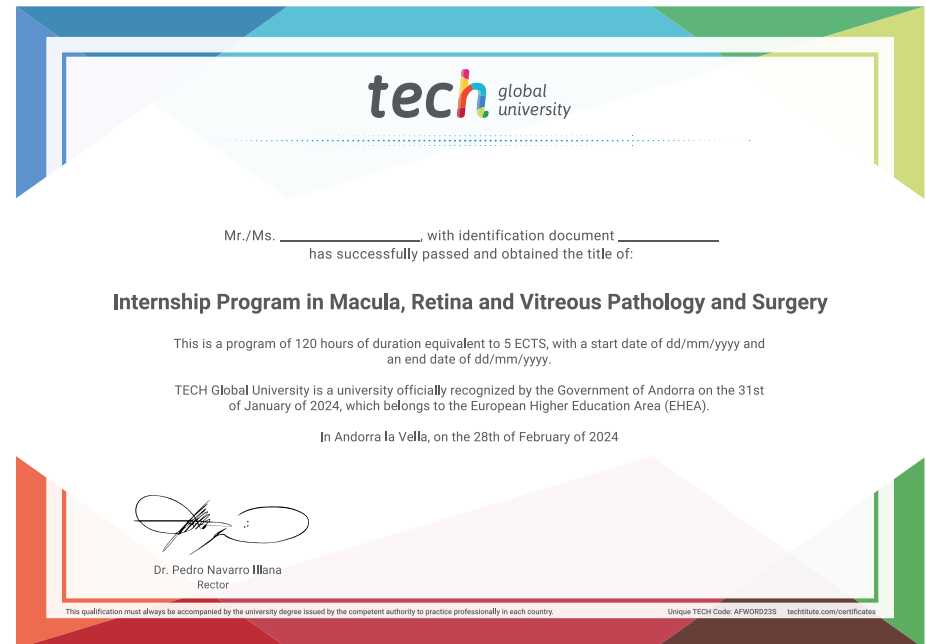 tech global university
Mr./Ms. ____________, with identification document ____________
has successfully passed and obtained the title of:
Internship Program in Macula, Retina and Vitreous Pathology and Surgery
This is a program of 120 hours of duration equivalent to 5 ECTS, with a start date of dd/mm/yyyy and
an end date of dd/mm/yyyy.
TECH Global University is a university officially recognized by the Government of Andorra on the 31st
of January of 2024, which belongs to the European Higher Education Area (EHEA).
In Andorra la Vella, on the 28th of February of 2024
Dr. Pedro Navarro Illana
Rector
This qualification must always be accompanied by the university degree issued by the competent authority to practice professionally in each country.
Unique TECH Code: AFWORD23S techtitute.com/certificates